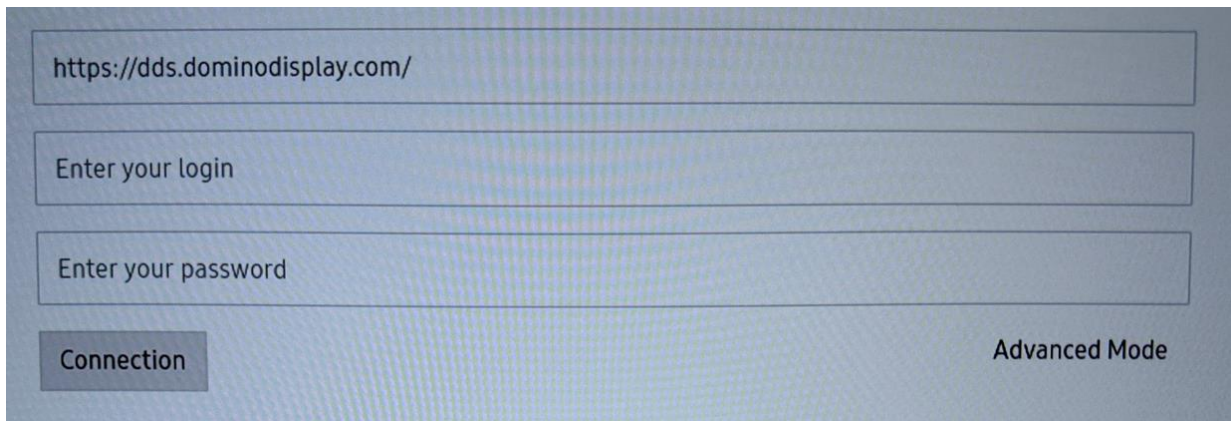 https://dds.dominodisplay.com/
Enter your login
Enter your password
Connection
Advanced Mode